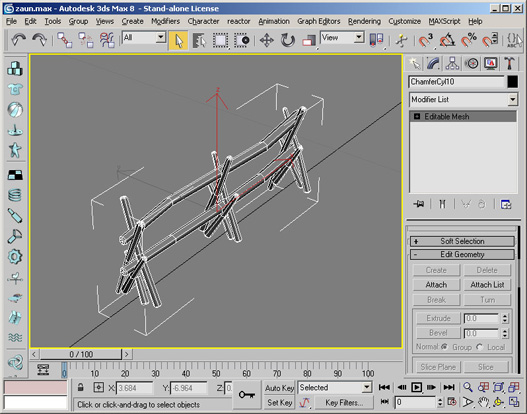 zaun.max - Autodesk 3ds Max 8 - Stand-alone License
File Edit Tools Group Views Create Modifiers Character reactor Animation Graph Editors Rendering Customize MAXScript Help
All
View
3
%
ABC
ChamferCyl10
Modifier List
Editable Mesh
+ Soft Selection
- Edit Geometry
Create Delete
Attach Attach List
Break Turn
Extrude 0.0
Bevel 0.0
Normal: Group Local
Slice Plane Slice
z
x
0 / 100
0 10 20 30 40 50 60 70 80 90 100
X: 3.684 Y: -6.964 Z: 0.
Auto Key Selected
Click or click-and-drag to select objects
Set Key Key Filters... 0